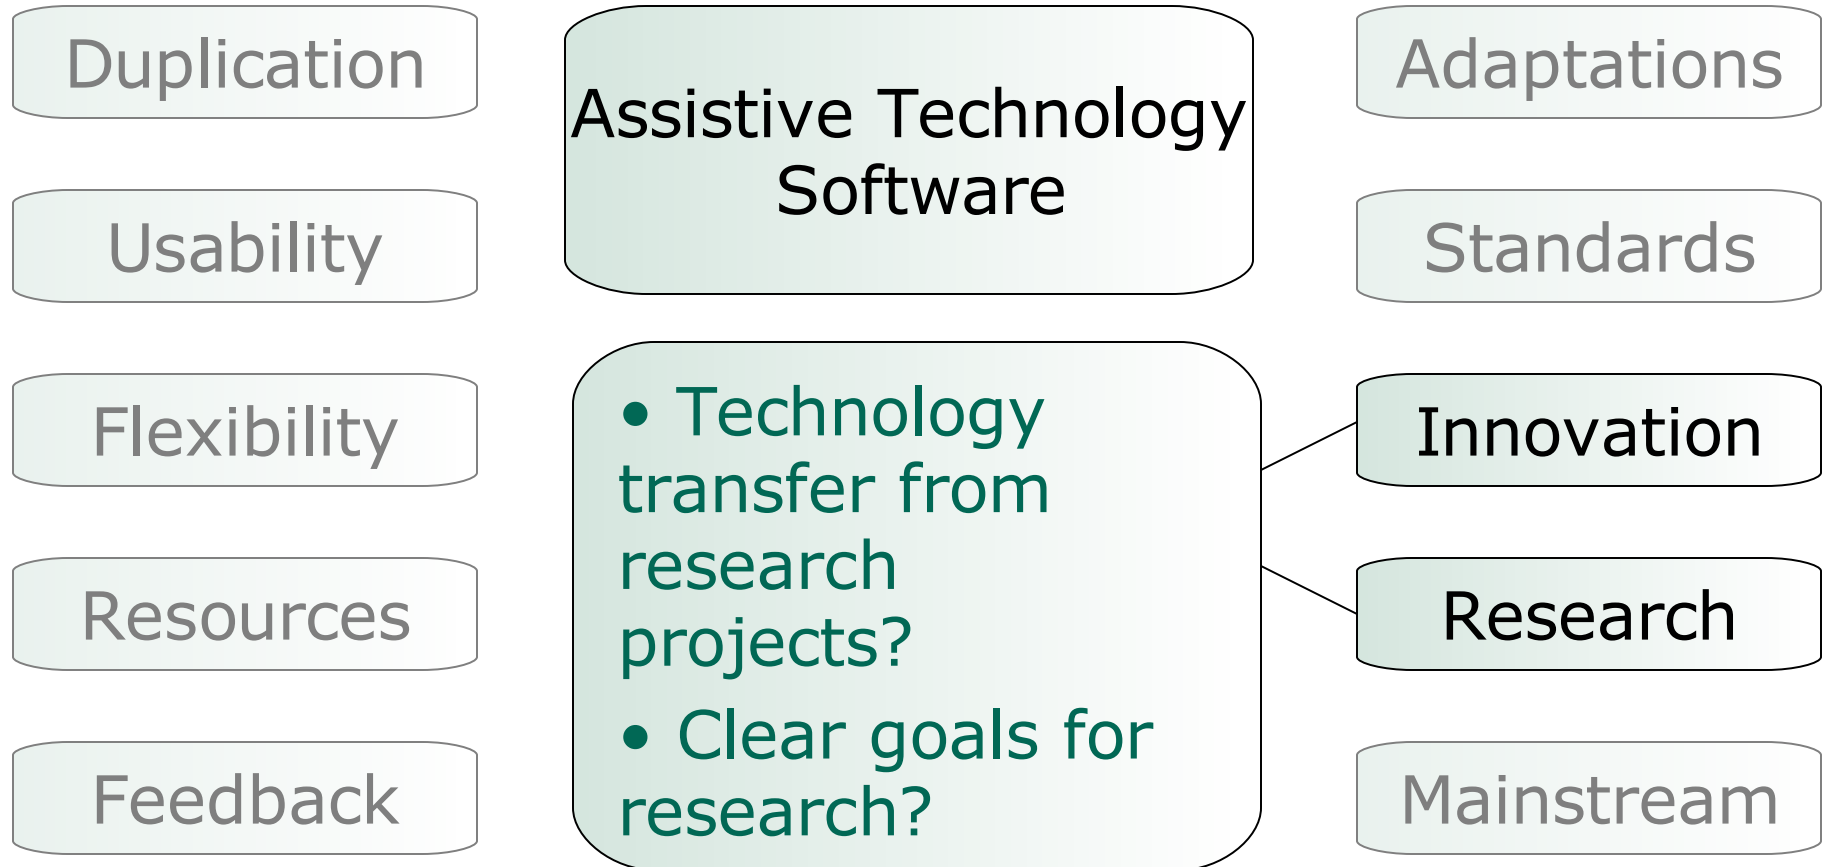 Duplication
Usability
Flexibility
Resources
Feedback
Assistive Technology
Software
• Technology
transfer from
research
projects?
• Clear goals for
research?
Adaptations
Standards
Innovation
Research
Mainstream